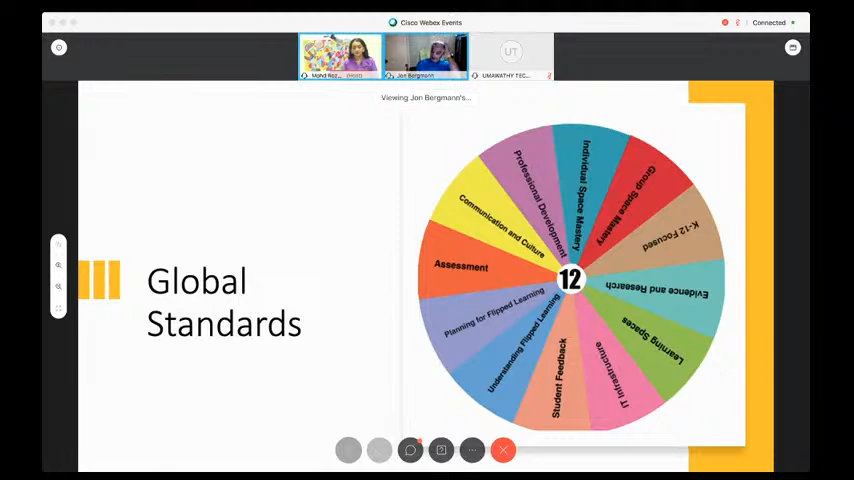 Cisco Webex Events
Connected
UT
Mohd Roz... (Host)
Jon Bergmann
UMAWATHY TEC...
Viewing Jon Bergmann's...
Global
Standards
Individual Space Mastery
Group Space Mastery
K-12 Focused
Evidence and Research
Learning Spaces
IT Infrastructure
Student Feedback
Understanding Flipped Learning
Planning for Flipped Learning
Assessment
Communication and Culture
Professional Development
12